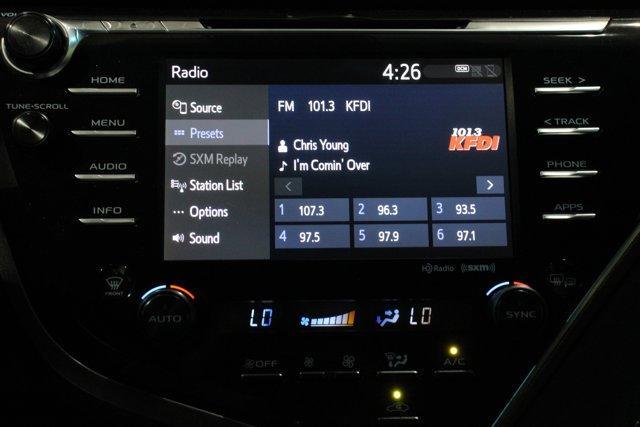 VOL
Radio 4:26 DCM
HOME
SEEK >
Source
FM 101.3 KFDI
TUNE•SCROLL
MENU
Presets
< TRACK
Chris Young
101.3
KFDI
SXM Replay
I'm Comin' Over
AUDIO
PHONE
Station List
< >
INFO
Options
1 107.3 2 96.3 3 93.5
APPS
Sound
4 97.5 5 97.9 6 97.1
HD Radio ((SXM))
FRONT
AUTO
LO LO
SYNC
OFF
A/C